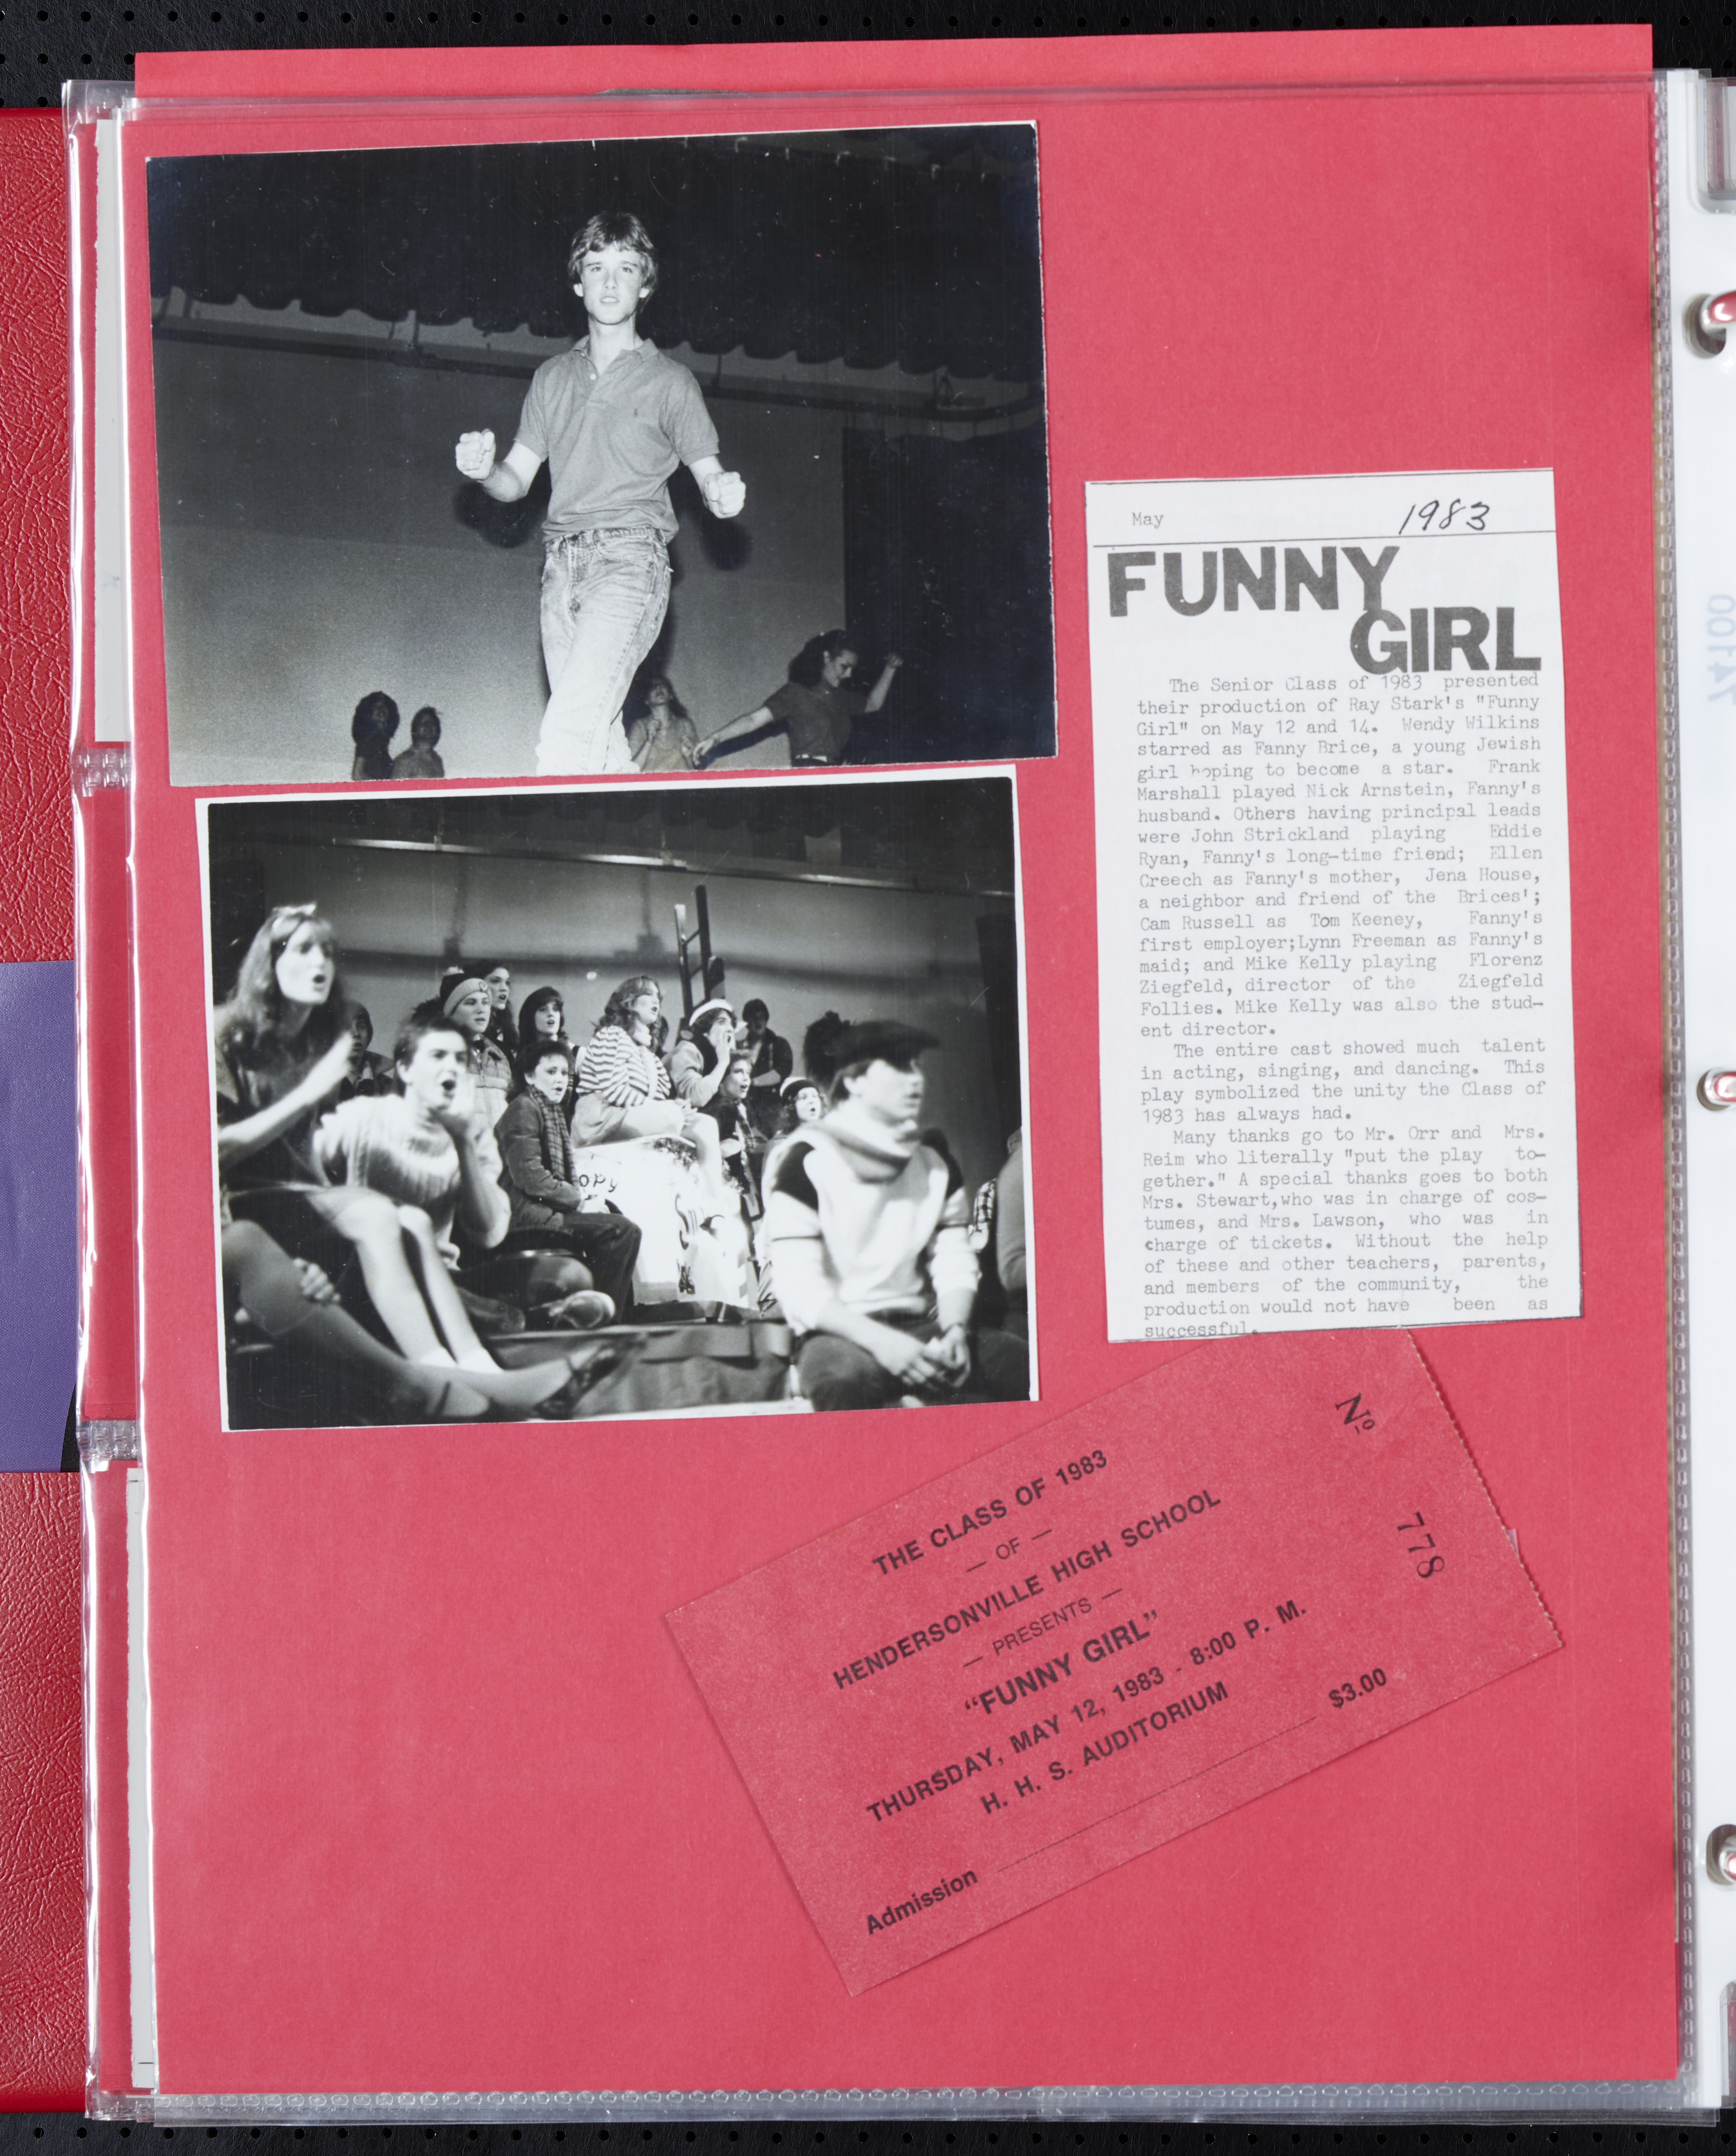 May 1983
FUNNY
GIRL
The Senior Class of 1983 presented
their production of Ray Stark's "Funny
Girl" on May 12 and 14. Wendy Wilkins
starred as Fanny Brice, a young Jewish
girl hoping to become a star. Frank
Marshall played Nick Arnstein, Fanny's
husband. Others having principal leads
were John Strickland playing Eddie
Ryan, Fanny's long-time friend; Ellen
Creech as Fanny's mother, Jena House,
a neighbor and friend of the Brices';
Cam Russell as Tom Keeney, Fanny's
first employer;Lynn Freeman as Fanny's
maid; and Mike Kelly playing Florenz
Ziegfeld, director of the Ziegfeld
Follies. Mike Kelly was also the stud-
ent director.
The entire cast showed much talent
in acting, singing, and dancing. This
play symbolized the unity the Class of
1983 has always had.
Many thanks go to Mr. Orr and Mrs.
Reim who literally "put the play to-
gether." A special thanks goes to both
Mrs. Stewart,who was in charge of cos-
tumes, and Mrs. Lawson, who was in
charge of tickets. Without the help
of these and other teachers, parents,
and members of the community, the
production would not have been as
successful.
THE CLASS OF 1983
— OF —
HENDERSONVILLE HIGH SCHOOL
— PRESENTS —
"FUNNY GIRL"
THURSDAY, MAY 12, 1983 - 8:00 P. M.
H. H. S. AUDITORIUM
Admission $3.00
No 778
opy
74100